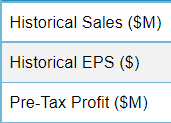 Historical Sales ($M)
Historical EPS ($)
Pre-Tax Profit ($M)